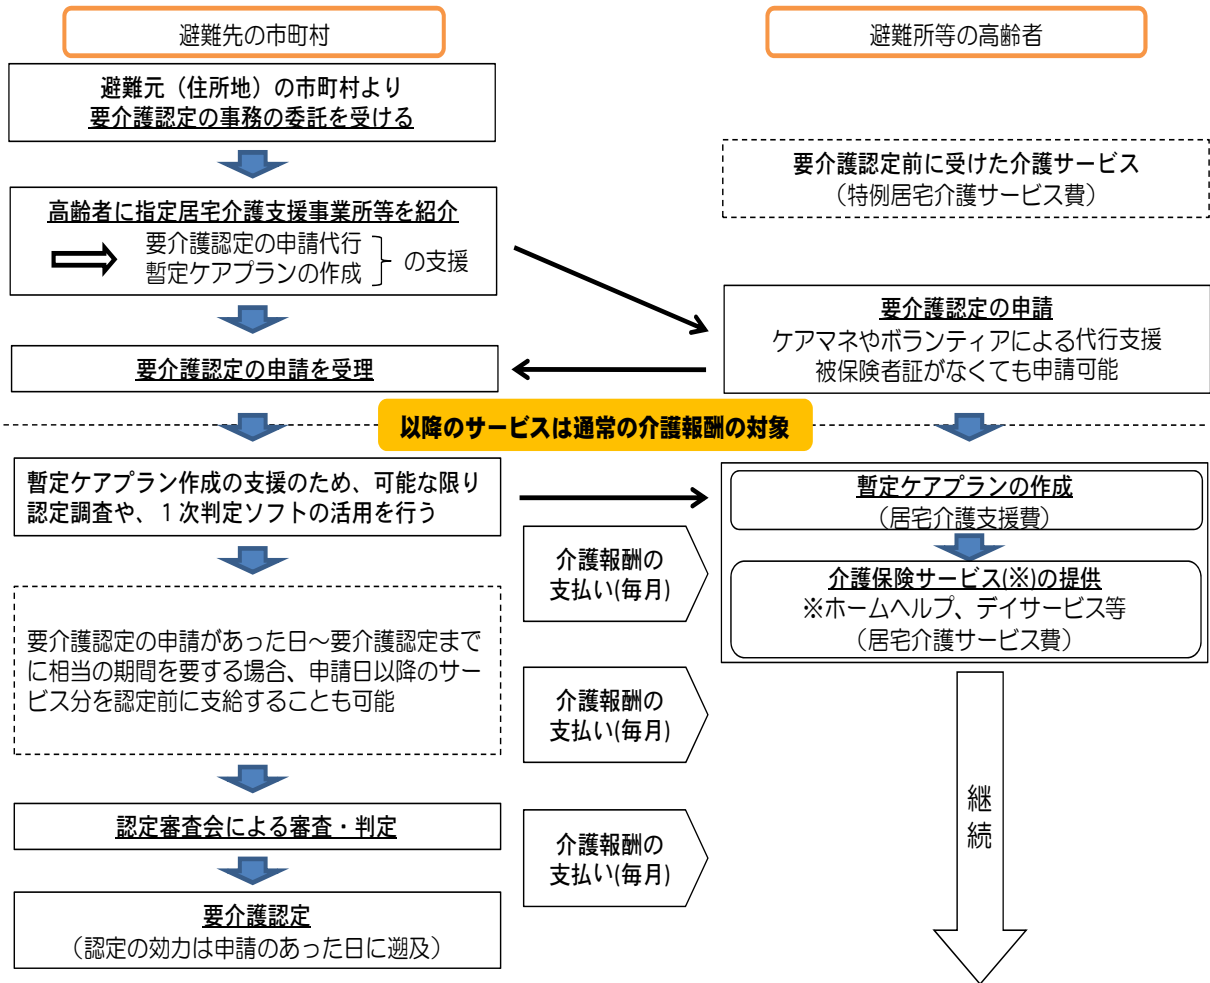 避難先の市町村
避難所等の高齢者
避難元（住所地）の市町村より
要介護認定の事務の委託を受ける
要介護認定前に受けた介護サービス
（特例居宅介護サービス費）
高齢者に指定居宅介護支援事業所等を紹介
要介護認定の申請代行
暫定ケアプランの作成
の支援
要介護認定の申請
ケアマネやボランティアによる代行支援
被保険者証がなくても申請可能
要介護認定の申請を受理
以降のサービスは通常の介護報酬の対象
暫定ケアプラン作成の支援のため、可能な限り
認定調査や、１次判定ソフトの活用を行う
暫定ケアプランの作成
（居宅介護支援費）
介護報酬の
支払い(毎月)
介護保険サービス(※)の提供
※ホームヘルプ、デイサービス等
（居宅介護サービス費）
要介護認定の申請があった日～要介護認定まで
に相当の期間を要する場合、申請日以降のサー
ビス分を認定前に支給することも可能
介護報酬の
支払い(毎月)
認定審査会による審査・判定
介護報酬の
支払い(毎月)
継続
要介護認定
（認定の効力は申請のあった日に遡及）